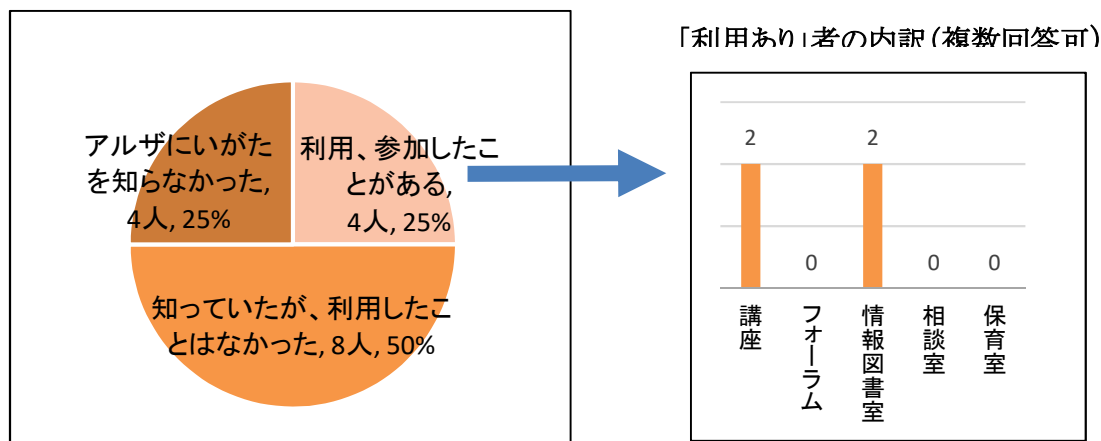 アルザにいがた
を知らなかった,
4人, 25%
利用、参加したこ
とがある,
4人, 25%
知っていたが、利用したこ
とはなかった, 8人, 50%
「利用あり」者の内訳（複数回答可）
2
0
2
0
0
講座
フォーラム
情報図書室
相談室
保育室